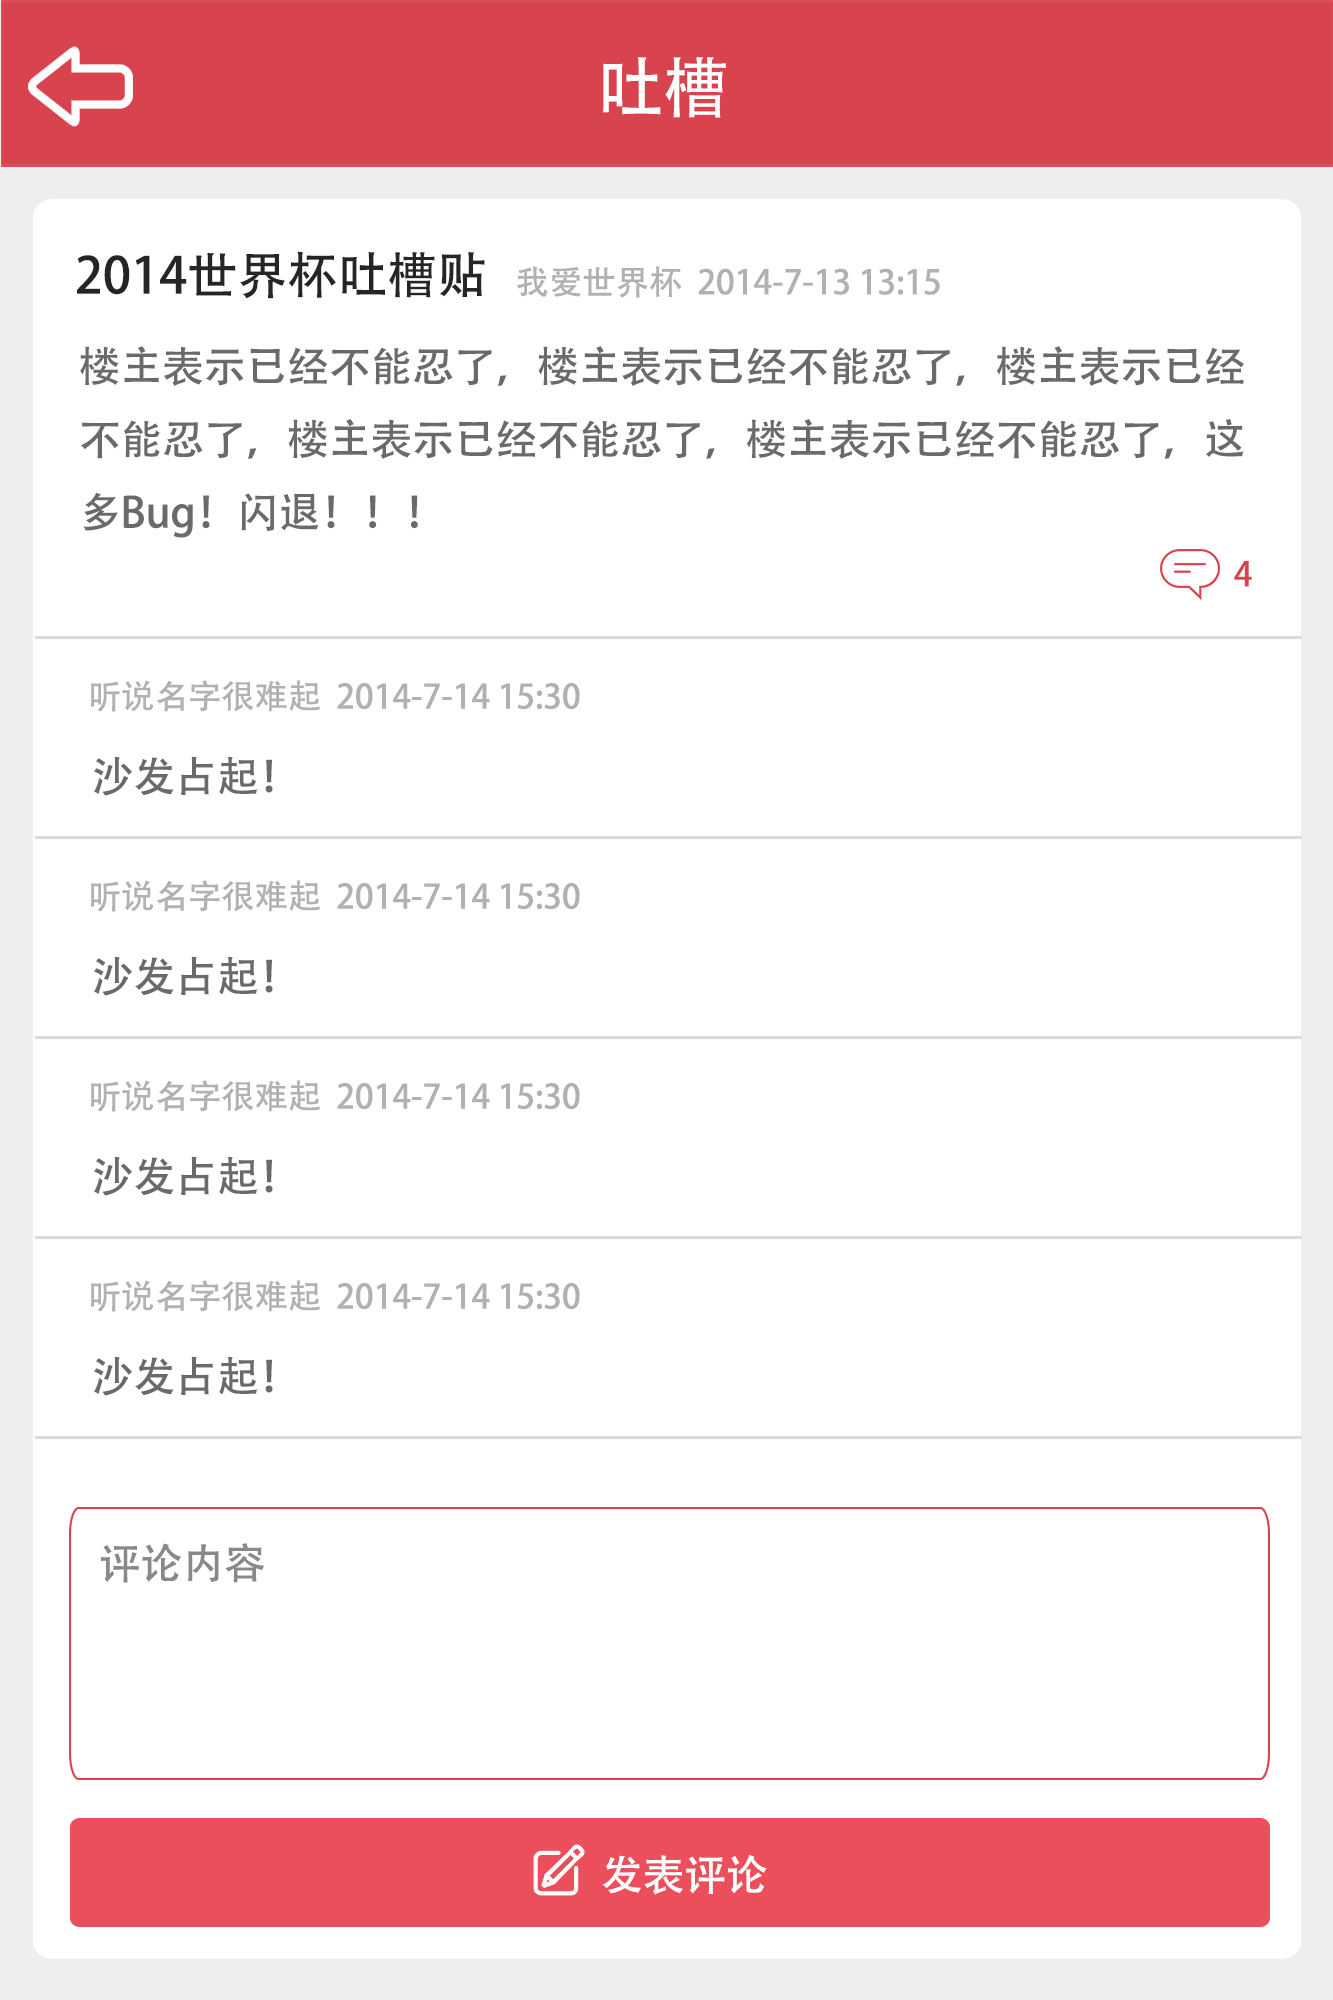 吐槽
2014世界杯吐槽贴 我爱世界杯 2014-7-13 13:15
楼主表示已经不能忍了，楼主表示已经不能忍了，楼主表示已经
不能忍了，楼主表示已经不能忍了，楼主表示已经不能忍了，这
多Bug！闪退！！！
4
听说名字很难起 2014-7-14 15:30
沙发占起！
听说名字很难起 2014-7-14 15:30
沙发占起！
听说名字很难起 2014-7-14 15:30
沙发占起！
听说名字很难起 2014-7-14 15:30
沙发占起！
评论内容
发表评论